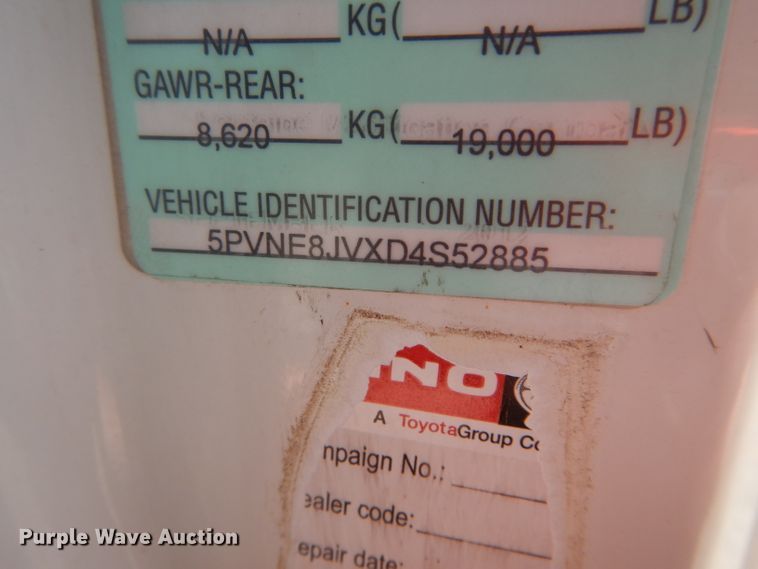 KG( LB)
N/A N/A
GAWR-REAR:
8,620 KG( 19,000 LB)
VEHICLE IDENTIFICATION NUMBER:
5PVNE8JVXD4S52885
NO
A ToyotaGroup Co
npaign No.:
ealer code:
epair date:
Purple Wave Auction